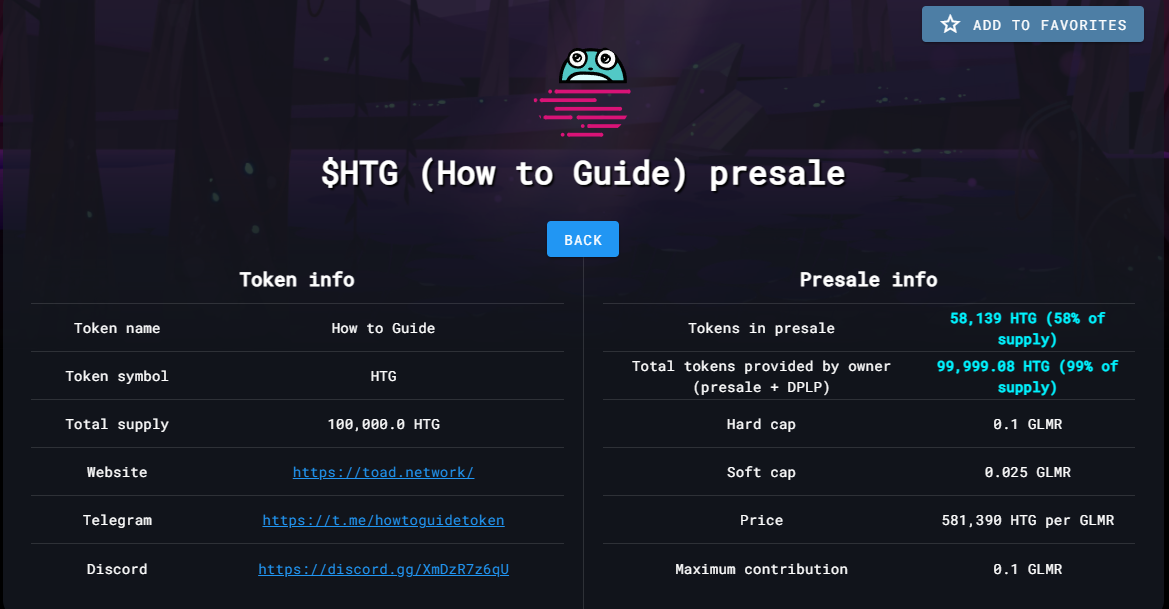 ADD TO FAVORITES
$HTG (How to Guide) presale
BACK
Token info
Token name How to Guide
Token symbol HTG
Total supply 100,000.0 HTG
Website https://toad.network/
Telegram https://t.me/howtoguidetoken
Discord https://discord.gg/XmDzR7z6qU
Presale info
Tokens in presale 58,139 HTG (58% of
supply)
Total tokens provided by owner 99,999.08 HTG (99% of
(presale + DPLP) supply)
Hard cap 0.1 GLMR
Soft cap 0.025 GLMR
Price 581,390 HTG per GLMR
Maximum contribution 0.1 GLMR